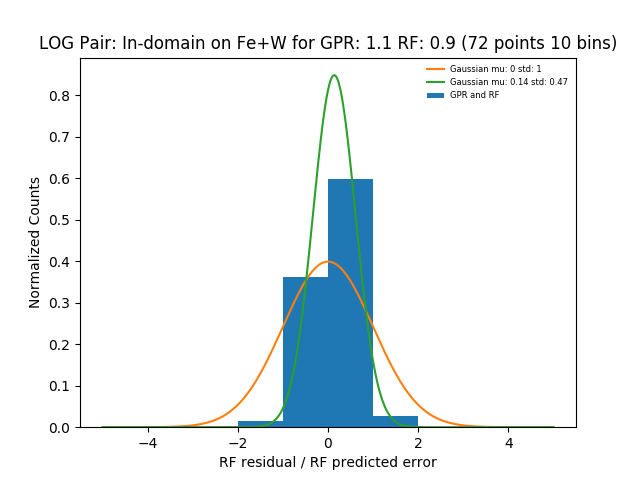 LOG Pair: In-domain on Fe+W for GPR: 1.1 RF: 0.9 (72 points 10 bins)
Gaussian mu: 0 std: 1
Gaussian mu: 0.14 std: 0.47
GPR and RF
Normalized Counts
0.8
0.7
0.6
0.5
0.4
0.3
0.2
0.1
0.0
−4
−2
0
2
4
RF residual / RF predicted error